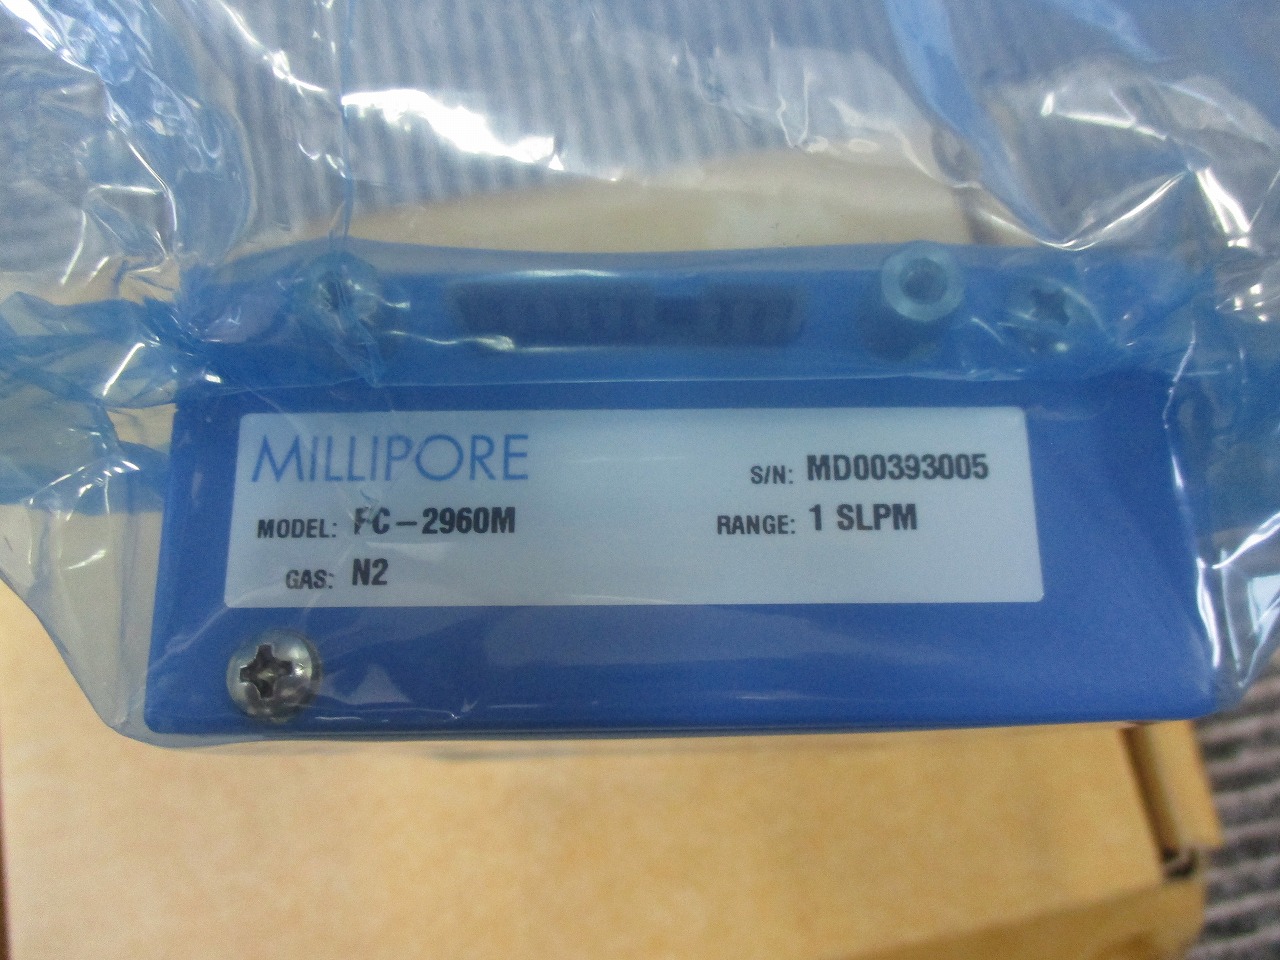 MILLIPORE
S/N: MD00393005
MODEL: FC-2960M
RANGE: 1 SLPM
GAS: N2